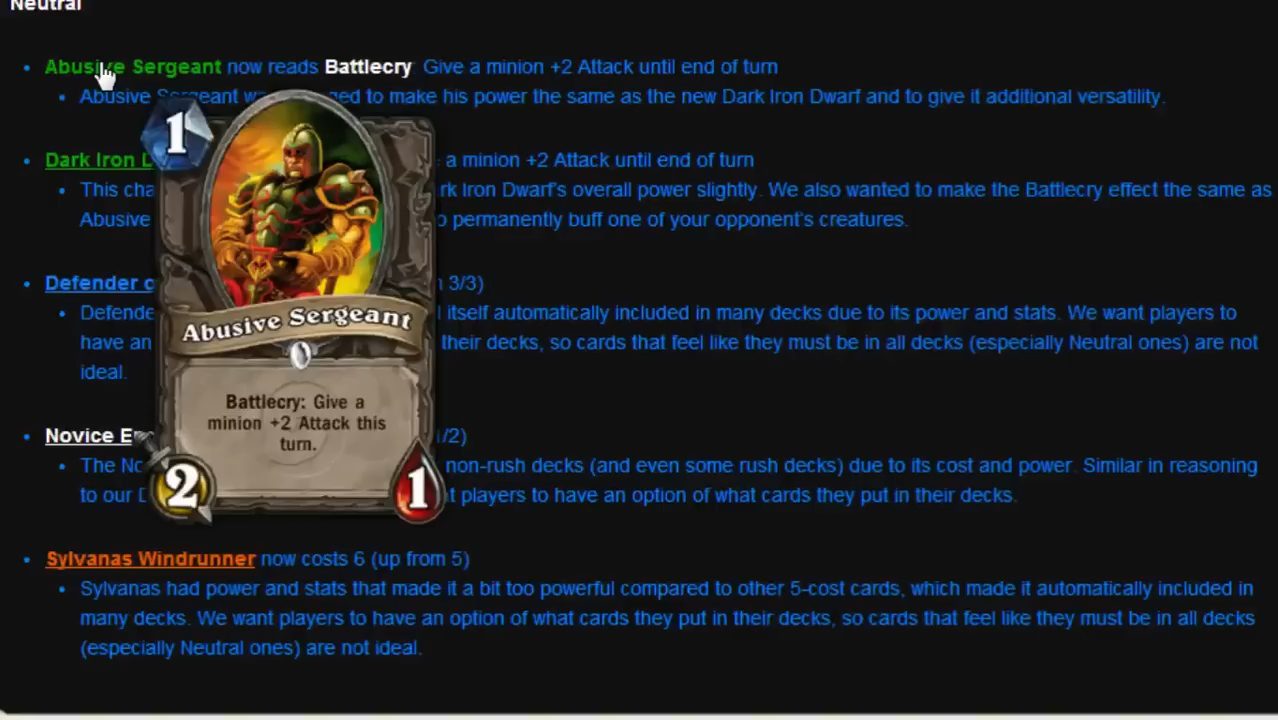 Neutral
Abusive Sergeant now reads Battlecry Give a minion +2 Attack until end of turn
Abusive Sergeant to make his power the same as the new Dark Iron Dwarf and to give it additional versatility.
Dark Iron a minion +2 Attack until end of turn
This Iron Dwarf's overall power slightly. We also wanted to make the Battlecry effect the same as
Abusive permanently buff one of your opponent's creatures.
Defender 3/3)
itself automatically included in many decks due to its power and stats. We want players to
have an their decks, so cards that feel like they must be in all decks (especially Neutral ones) are not
ideal.
Novice 1/2)
The non-rush decks (and even some rush decks) due to its cost and power. Similar in reasoning
to our players to have an option of what cards they put in their decks.
Sylvanas Windrunner now costs 6 (up from 5)
Sylvanas had power and stats that made it a bit too powerful compared to other 5-cost cards, which made it automatically included in
many decks. We want players to have an option of what cards they put in their decks, so cards that feel like they must be in all decks
(especially Neutral ones) are not ideal.
1
Abusive Sergeant
Battlecry: Give a
minion +2 Attack this
turn.
2
1